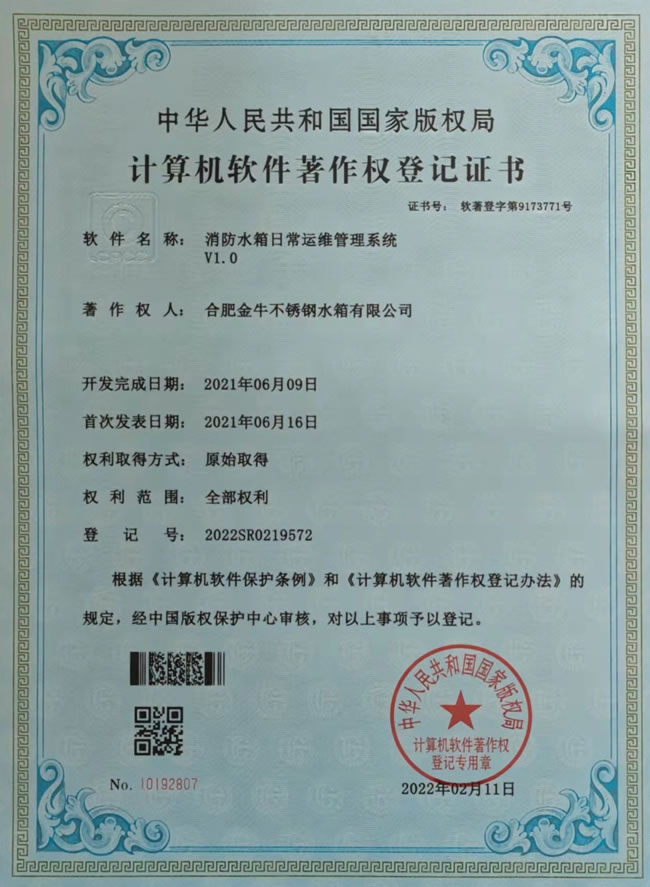 中华人民共和国国家版权局
计算机软件著作权登记证书
证书号： 软著登字第9173771号
软件名称： 消防水箱日常运维管理系统
V1.0
著作权人： 合肥金牛不锈钢水箱有限公司
开发完成日期： 2021年06月09日
首次发表日期： 2021年06月16日
权利取得方式： 原始取得
权利范围： 全部权利
登记号： 2022SR0219572
根据《计算机软件保护条例》和《计算机软件著作权登记办法》的
规定，经中国版权保护中心审核，对以上事项予以登记。
中华人民共和国国家版权局
计算机软件著作权
登记专用章
No. 10192807
2022年02月11日